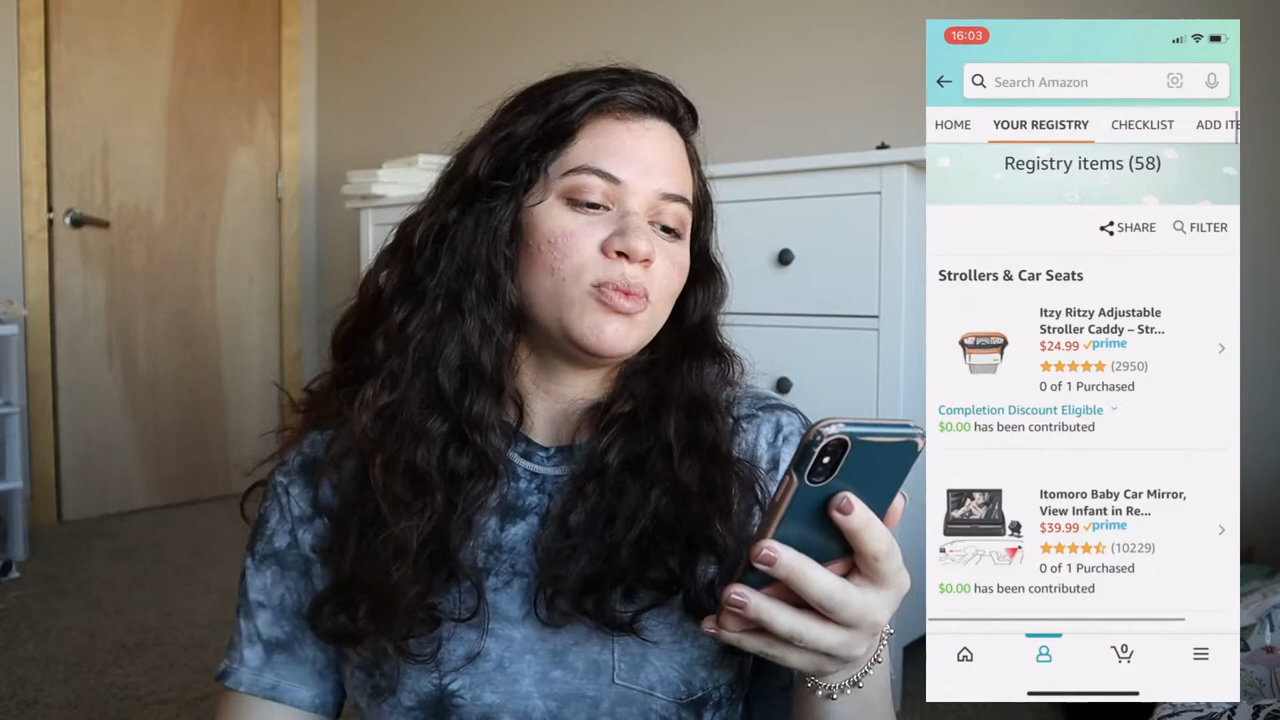 16:03
Search Amazon
HOME YOUR REGISTRY CHECKLIST ADD ITE
Registry items (58)
SHARE FILTER
Strollers & Car Seats
Itzy Ritzy Adjustable
Stroller Caddy – Str...
$24.99 prime
(2950)
0 of 1 Purchased
Completion Discount Eligible
$0.00 has been contributed
Itomoro Baby Car Mirror,
View Infant in Re...
$39.99 prime
(10229)
0 of 1 Purchased
$0.00 has been contributed
0